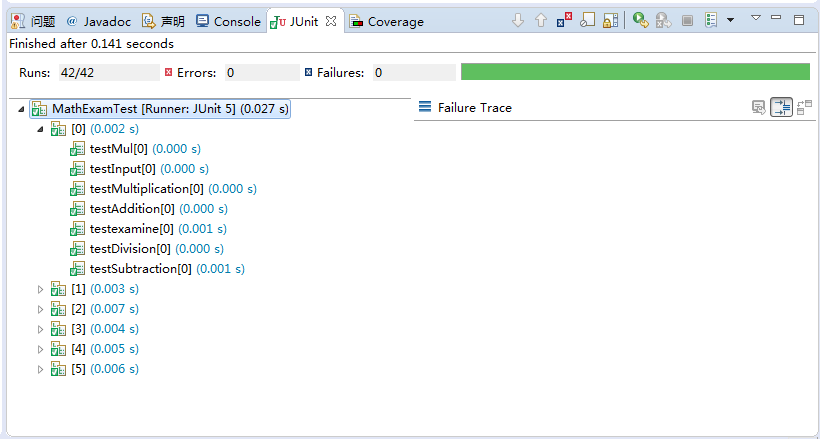 问题 @ Javadoc 声明 Console JUnit Coverage
Finished after 0.141 seconds
Runs: 42/42 Errors: 0 Failures: 0
MathExamTest [Runner: JUnit 5] (0.027 s)
Failure Trace
[0] (0.002 s)
testMul[0] (0.000 s)
testInput[0] (0.000 s)
testMultiplication[0] (0.000 s)
testAddition[0] (0.000 s)
testexamine[0] (0.001 s)
testDivision[0] (0.000 s)
testSubtraction[0] (0.001 s)
[1] (0.003 s)
[2] (0.007 s)
[3] (0.004 s)
[4] (0.005 s)
[5] (0.006 s)